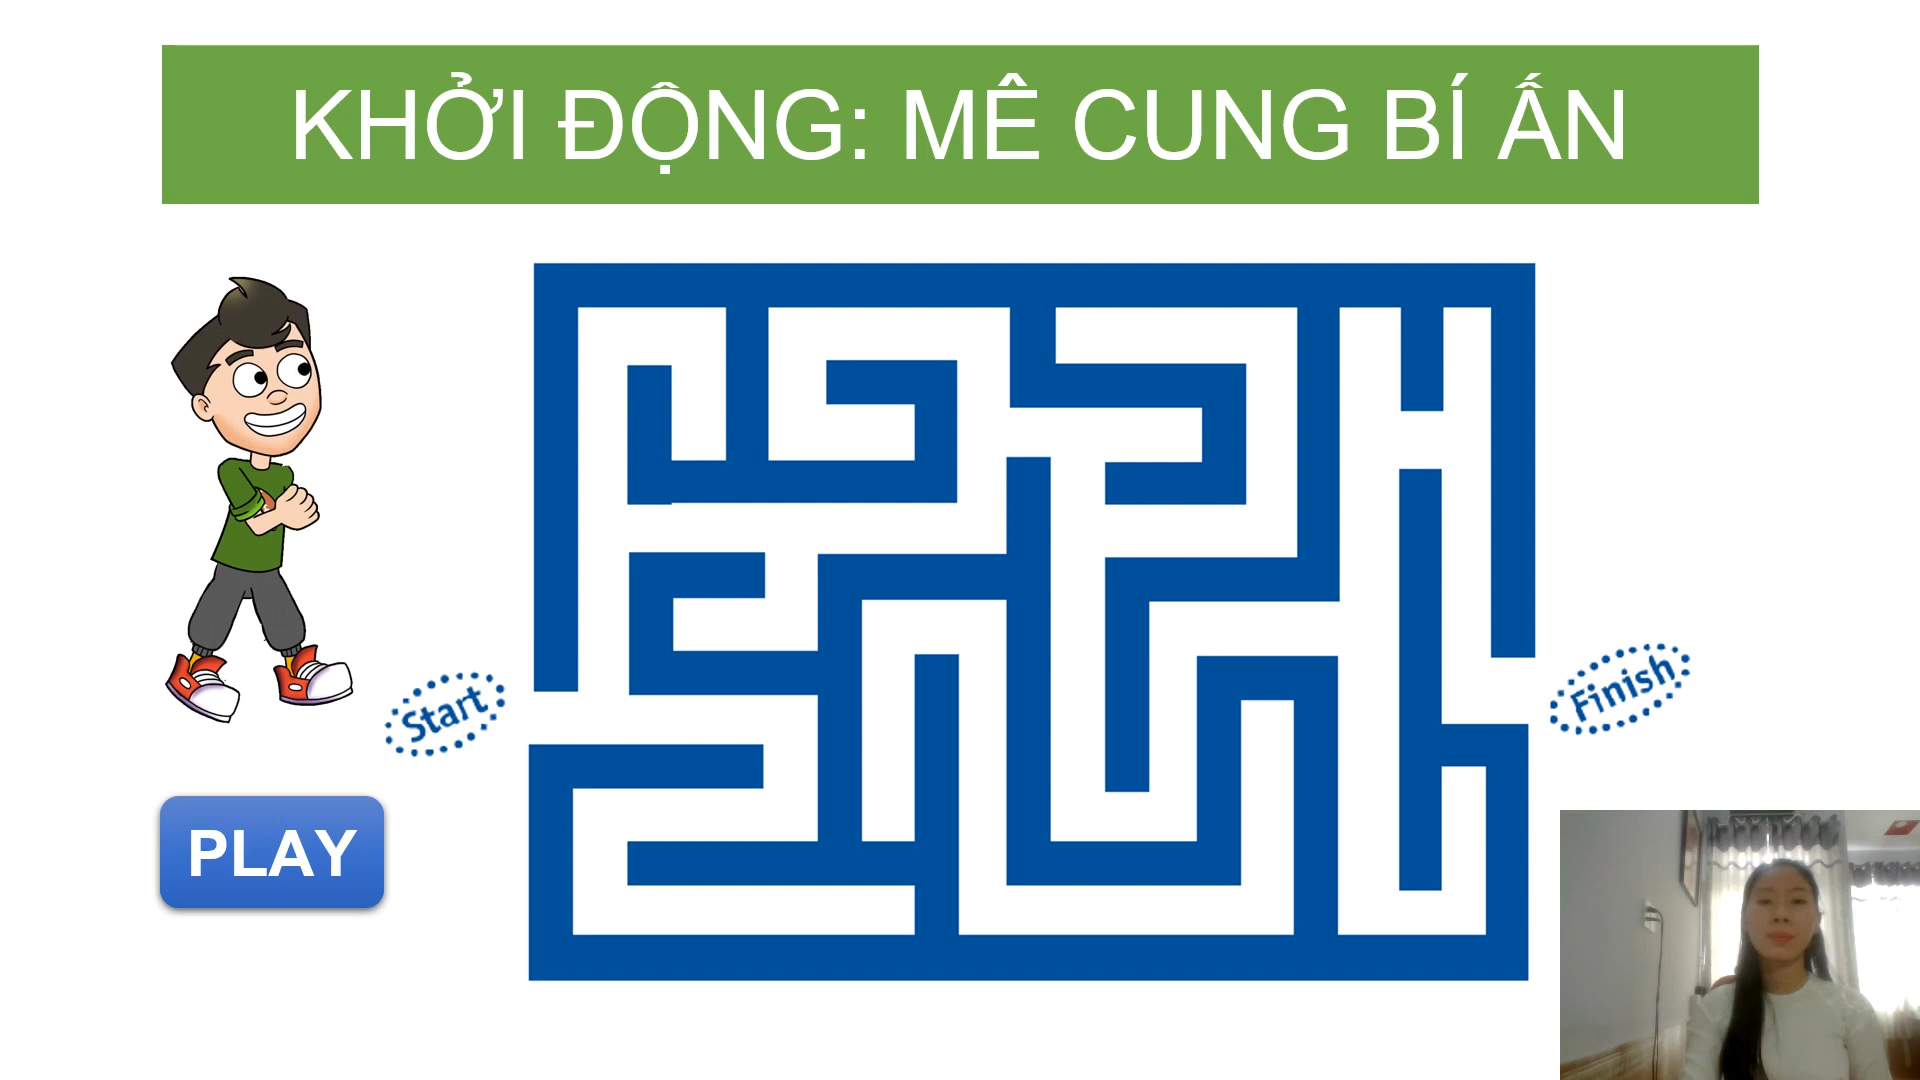 KHỞI ĐỘNG: MÊ CUNG BÍ ẨN
Start
Finish
PLAY